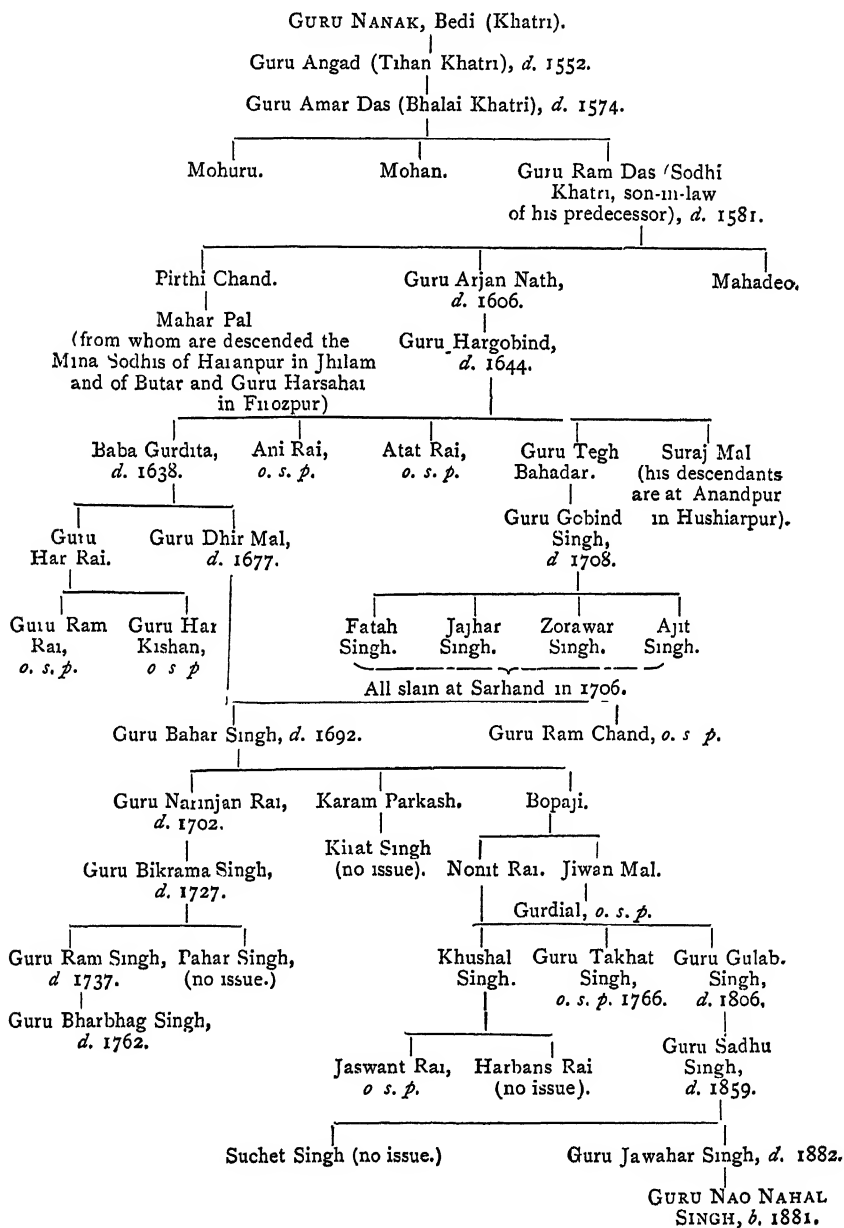 GURU NANAK, Bedi (Khatri).
Guru Angad (Tihan Khatri), d. 1552.
Guru Amar Das (Bhalai Khatri), d. 1574.
Mohuru. Mohan. Guru Ram Das (Sodhi
Khatri, son-in-law
of his predecessor), d. 1581.
Pirthi Chand. Guru Arjan Nath, Mahadeo.
d. 1606.
Mahar Pal
(from whom are descended the Guru Hargobind,
Mina Sodhis of Haranpur in Jhilam d. 1644.
and of Butar and Guru Harsahai
in Firozpur)
Baba Gurdita, Ani Rai, Atat Rai, Guru Tegh Suraj Mal
d. 1638. o. s. p. o. s. p. Bahadar. (his descendants
are at Anandpur
Guru Gobind in Hushiarpur).
Guru Guru Dhir Mal, Singh,
Har Rai. d. 1677. d 1708.
Guru Ram Guru Har Fatah Jajhar Zorawar Ajit
Rai, Kishan, Singh. Singh. Singh. Singh.
o. s. p. o s p
All slain at Sarhand in 1706.
Guru Bahar Singh, d. 1692. Guru Ram Chand, o. s p.
Guru Narinjan Rai, Karam Parkash. Bopaji.
d. 1702.
Kirat Singh
Guru Bikrama Singh, (no issue). Nonit Rai. Jiwan Mal.
d. 1727.
Gurdial, o. s. p.
Guru Ram Singh, Pahar Singh, Khushal Guru Takhat Guru Gulab.
d 1737. (no issue.) Singh. Singh, Singh,
o. s. p. 1766. d. 1806.
Guru Bharbhag Singh,
d. 1762.
Guru Sadhu
Jaswant Rai, Harbans Rai Singh,
o s. p. (no issue). d. 1859.
Suchet Singh (no issue.) Guru Jawahar Singh, d. 1882.
GURU NAO NAHAL
SINGH, b. 1881.